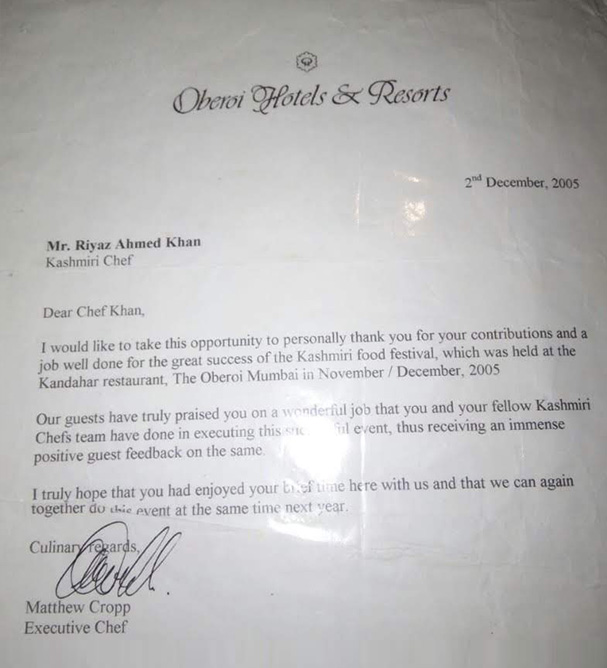 Oberoi Hotels & Resorts
2nd December, 2005
Mr. Riyaz Ahmed Khan
Kashmiri Chef
Dear Chef Khan,
I would like to take this opportunity to personally thank you for your contributions and a
job well done for the great success of the Kashmiri food festival, which was held at the
Kandahar restaurant, The Oberoi Mumbai in November / December, 2005
Our guests have truly praised you on a wonderful job that you and your fellow Kashmiri
Chefs team have done in executing this successful event, thus receiving an immense
positive guest feedback on the same.
I truly hope that you had enjoyed your brief time here with us and that we can again
together do this event at the same time next year.
Culinary regards,
Matthew Cropp
Executive Chef